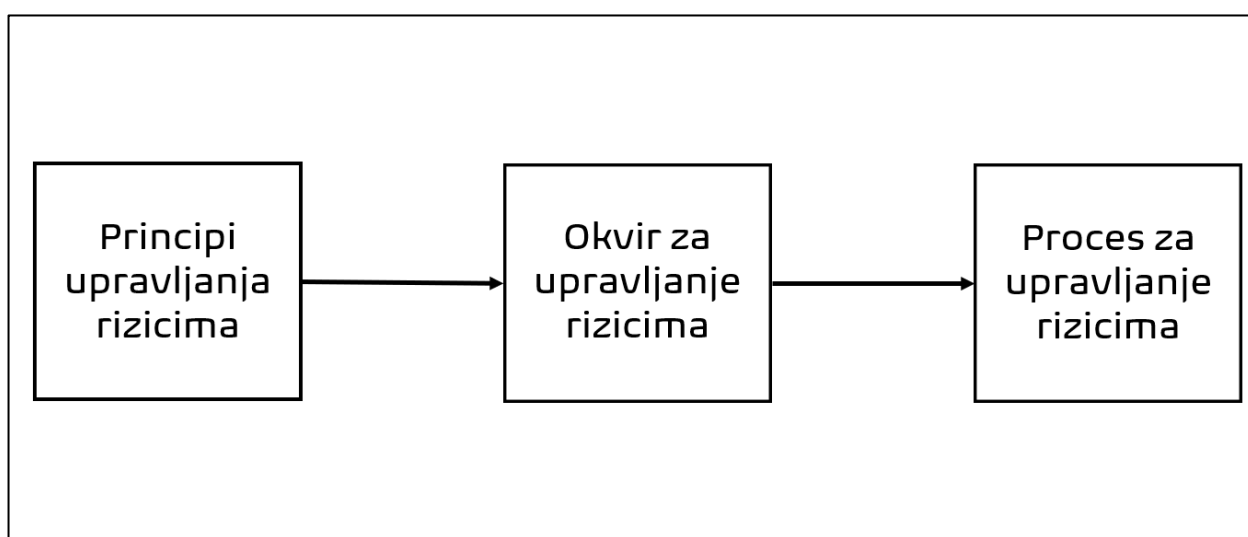 Principi
upravljanja
rizicima
Okvir za
upravljanje
rizicima
Proces za
upravljanje
rizicima